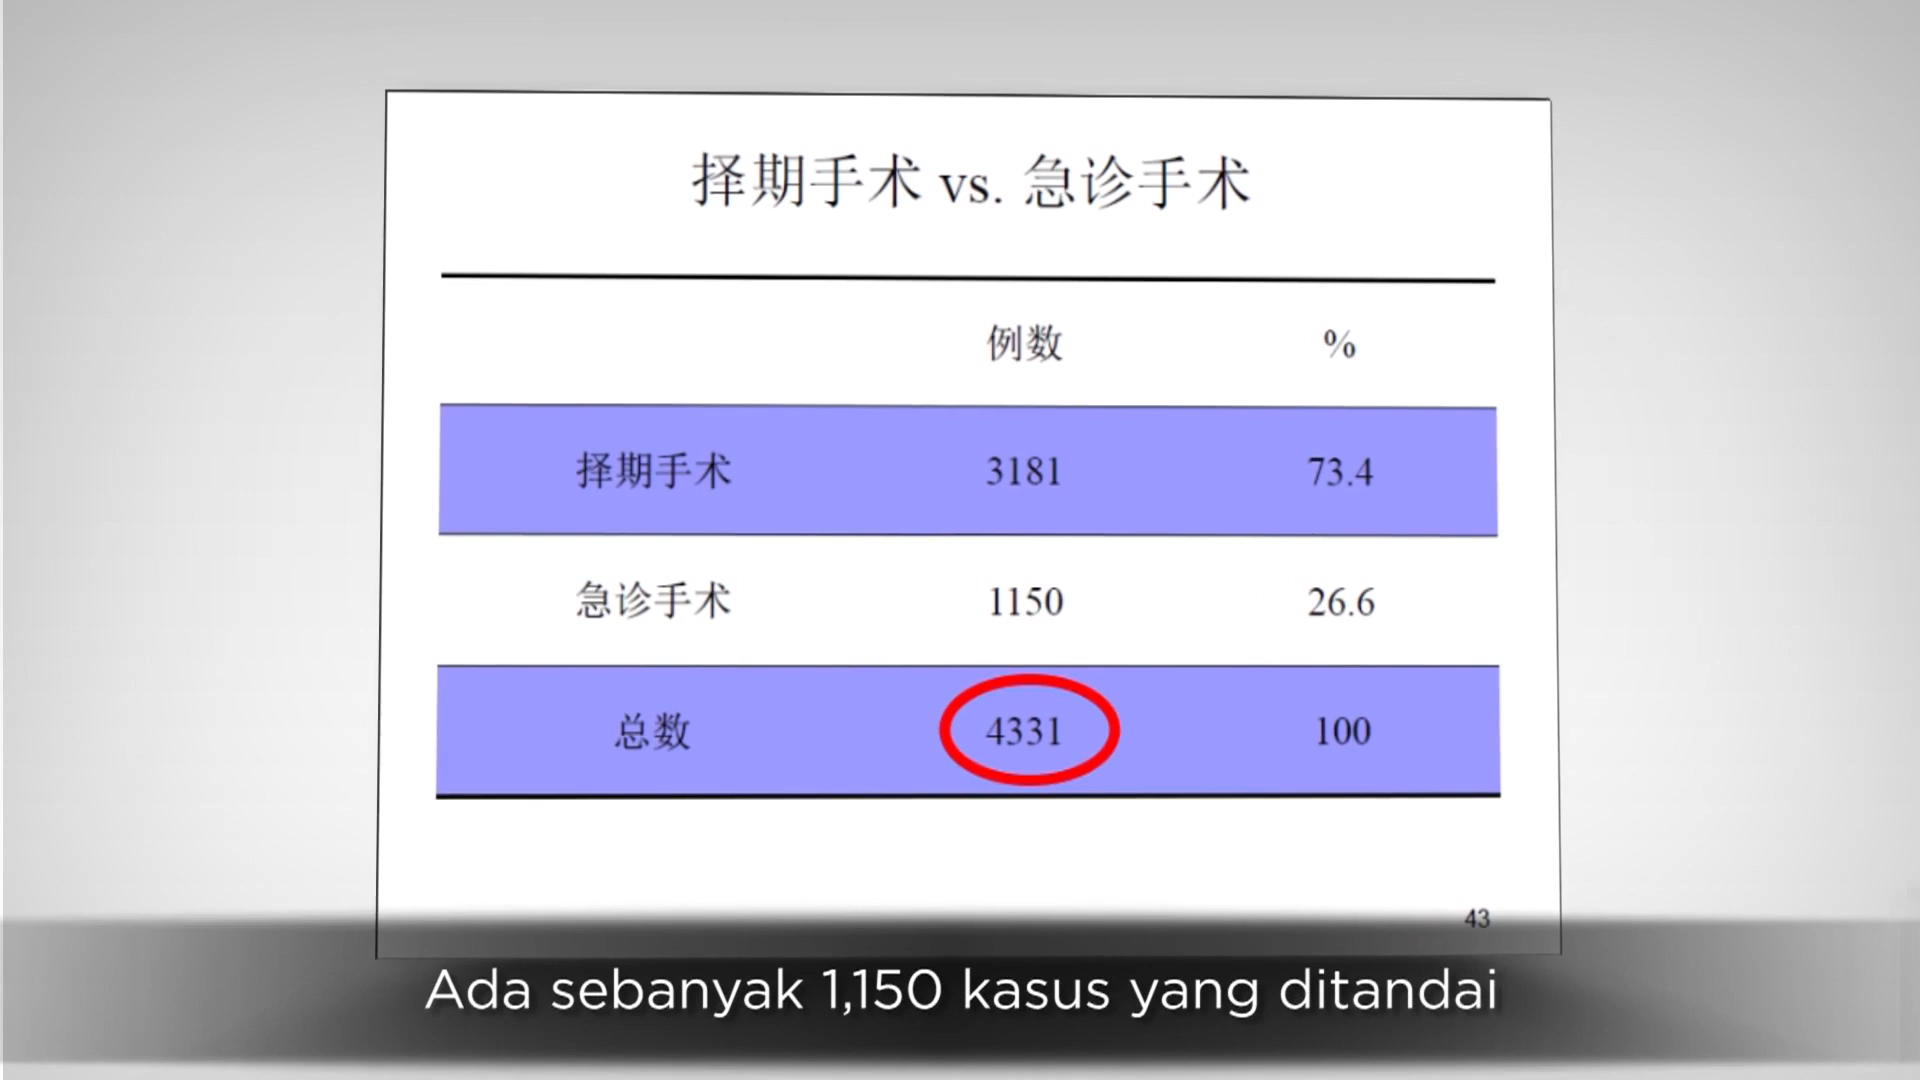 择期手术 vs. 急诊手术
例数 %
择期手术 3181 73.4
急诊手术 1150 26.6
总数 4331 100
43
Ada sebanyak 1,150 kasus yang ditandai